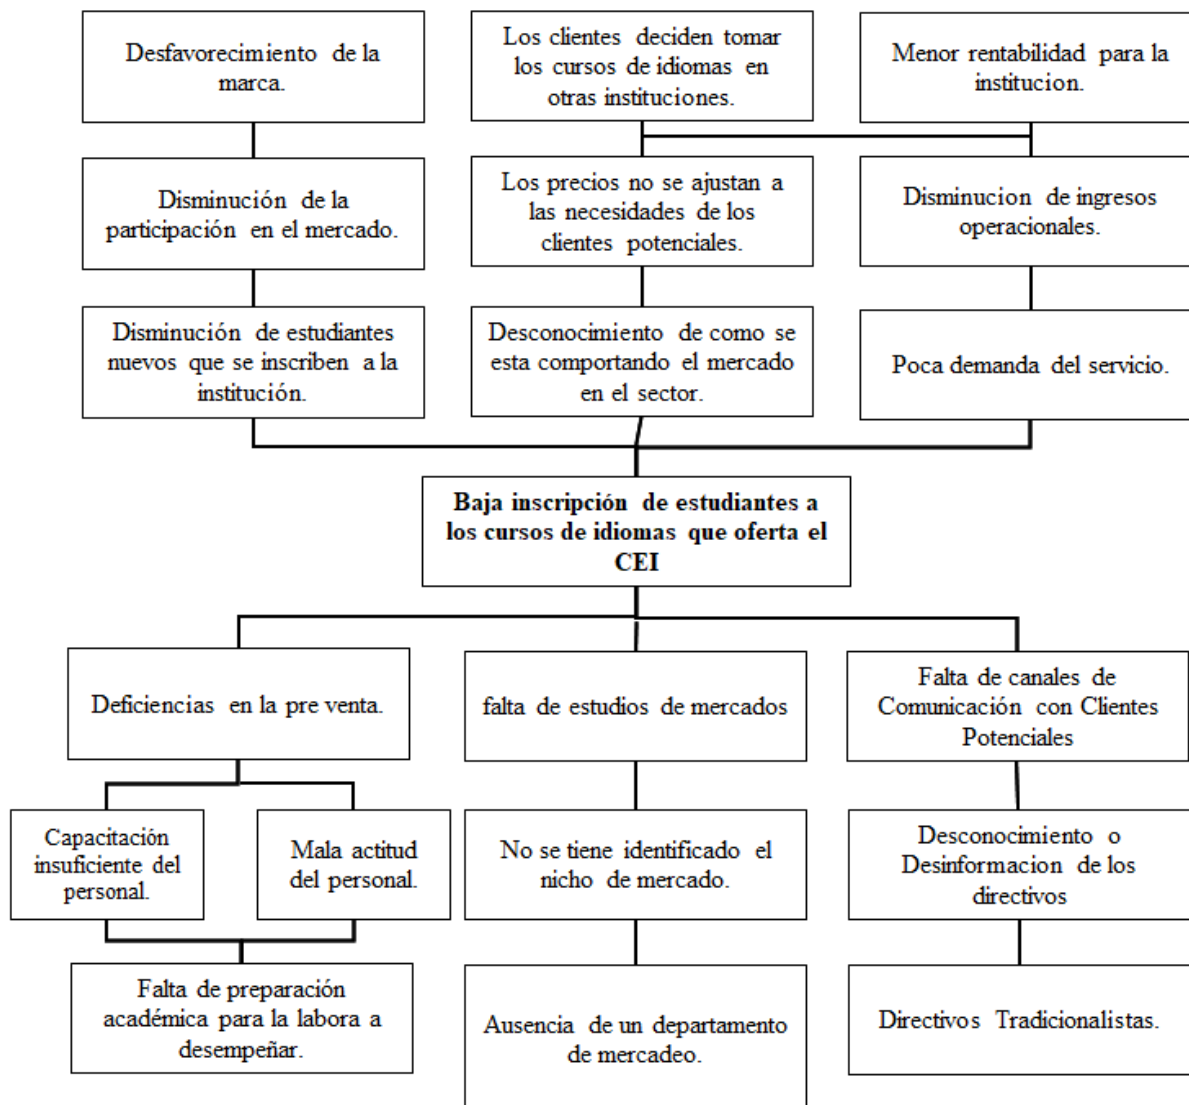 Desfavorecimiento de la
marca.
Los clientes deciden tomar
los cursos de idiomas en
otras instituciones.
Menor rentabilidad para la
institucion.
Disminución de la
participación en el mercado.
Los precios no se ajustan a
las necesidades de los
clientes potenciales.
Disminucion de ingresos
operacionales.
Disminución de estudiantes
nuevos que se inscriben a la
institución.
Desconocimiento de como se
esta comportando el mercado
en el sector.
Poca demanda del servicio.
Baja inscripción de estudiantes a
los cursos de idiomas que oferta el
CEI
Deficiencias en la pre venta.
falta de estudios de mercados
Falta de canales de
Comunicación con Clientes
Potenciales
Capacitación
insuficiente del
personal.
Mala actitud
del personal.
No se tiene identificado el
nicho de mercado.
Desconocimiento o
Desinformacion de los
directivos
Falta de preparación
académica para la labora a
desempeñar.
Ausencia de un departamento
de mercadeo.
Directivos Tradicionalistas.